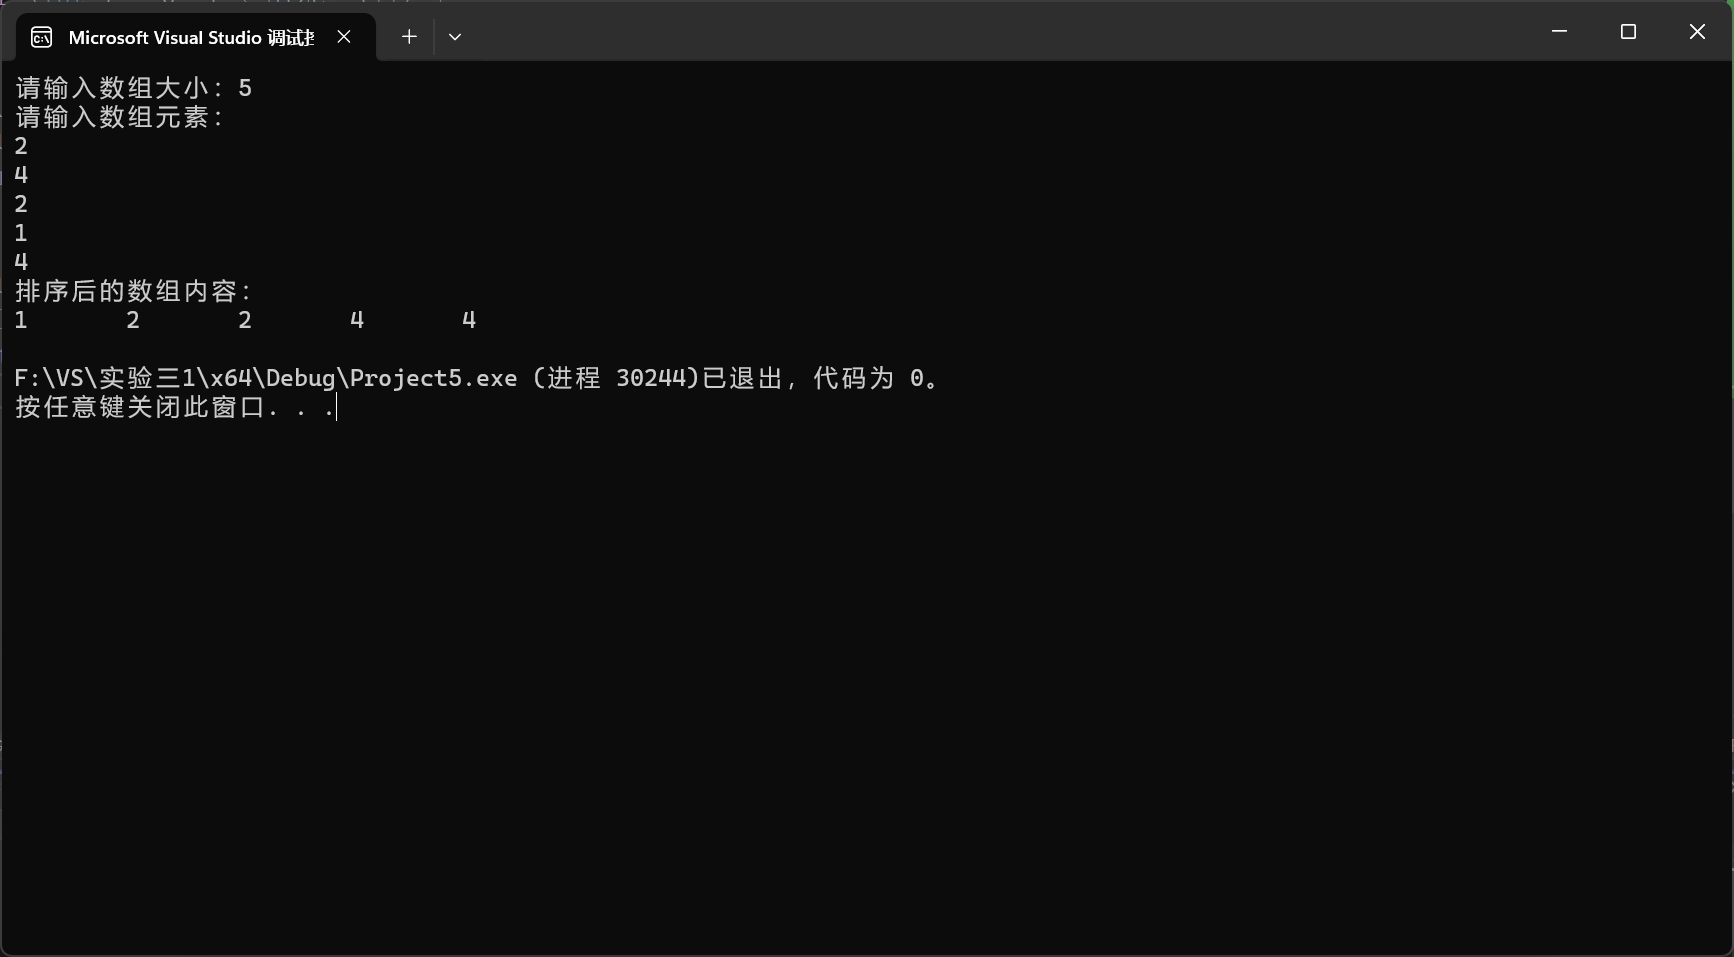 Microsoft Visual Studio 调试
请输入数组大小：5
请输入数组元素：
2
4
2
1
4
排序后的数组内容：
1 2 2 4 4
F:\VS\实验三1\x64\Debug\Project5.exe (进程 30244)已退出，代码为 0。
按任意键关闭此窗口. . .